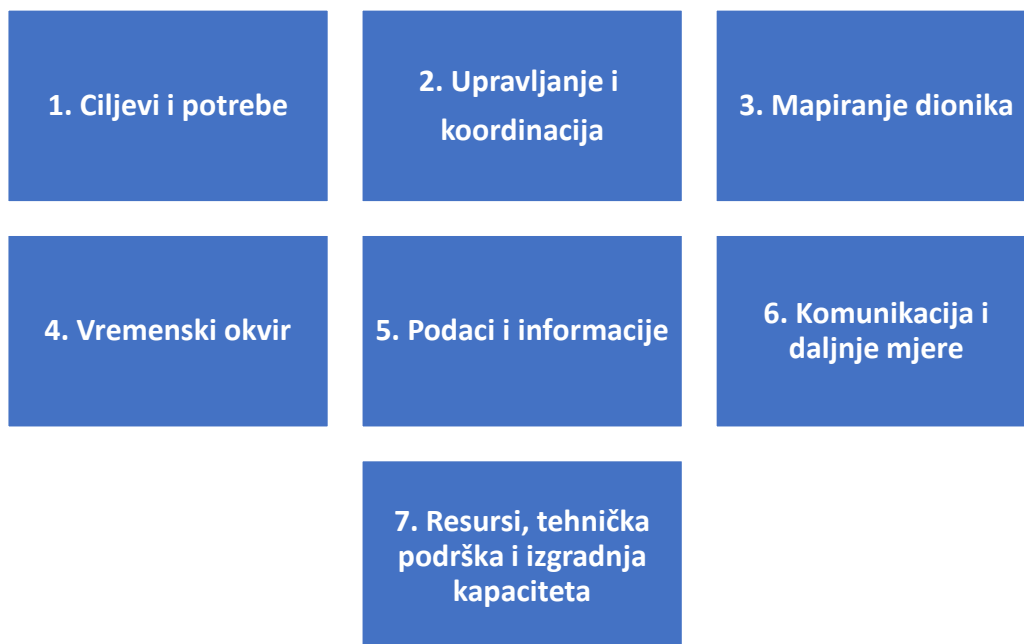 1. Ciljevi i potrebe
2. Upravljanje i
koordinacija
3. Mapiranje dionika
4. Vremenski okvir
5. Podaci i informacije
6. Komunikacija i
daljnje mjere
7. Resursi, tehnička
podrška i izgradnja
kapaciteta